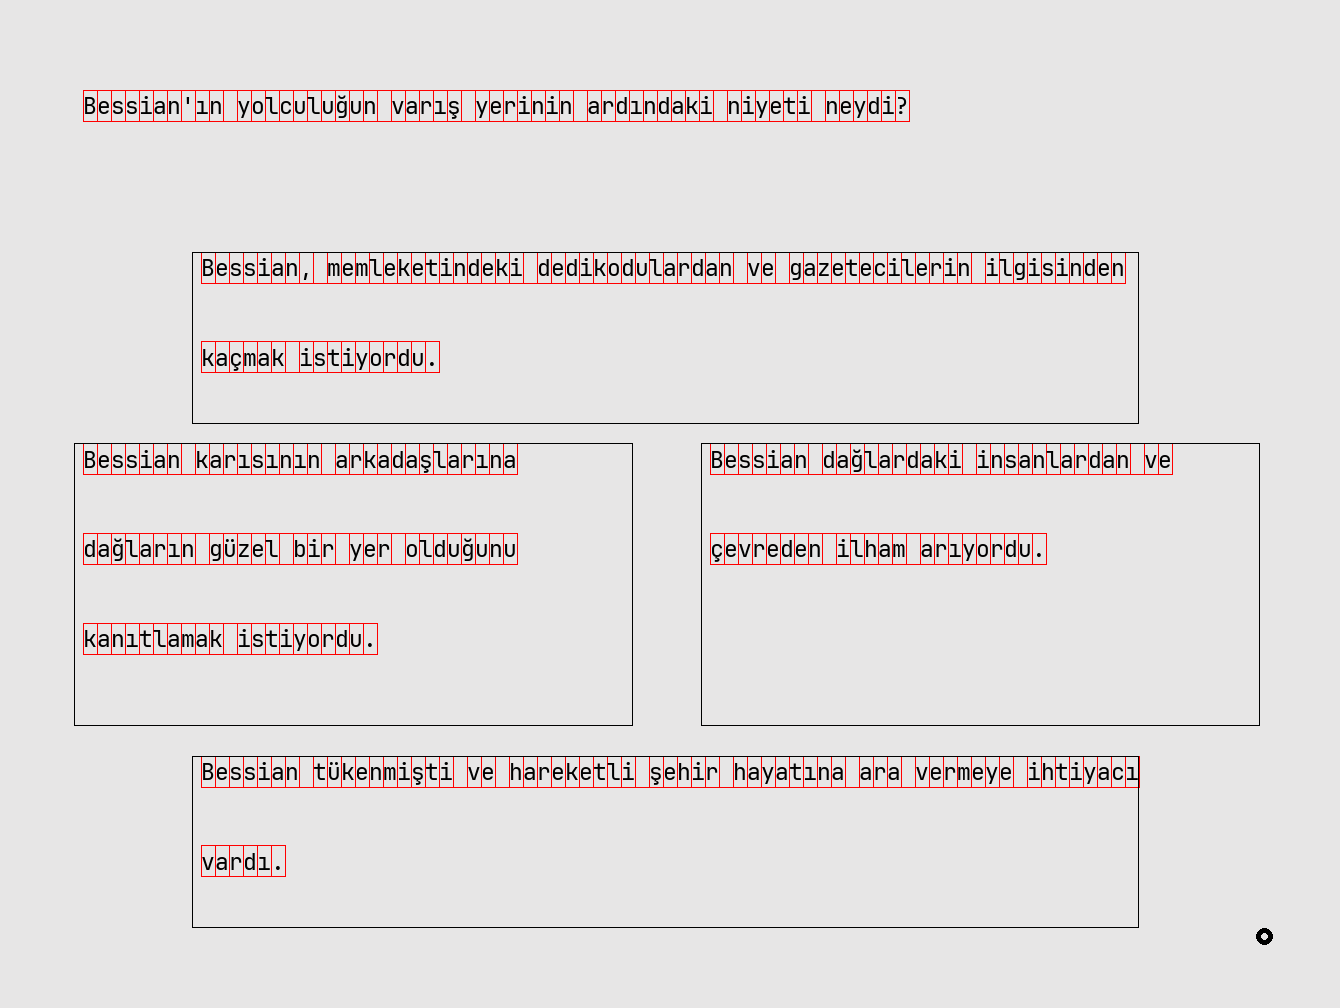 Bessian'ın yolculuğun varış yerinin ardındaki niyeti neydi?
Bessian, memleketindeki dedikodulardan ve gazetecilerin ilgisinden
kaçmak istiyordu.
Bessian karısının arkadaşlarına
dağların güzel bir yer olduğunu
kanıtlamak istiyordu.
Bessian dağlardaki insanlardan ve
çevreden ilham arıyordu.
Bessian tükenmişti ve hareketli şehir hayatına ara vermeye ihtiyacı
vardı.